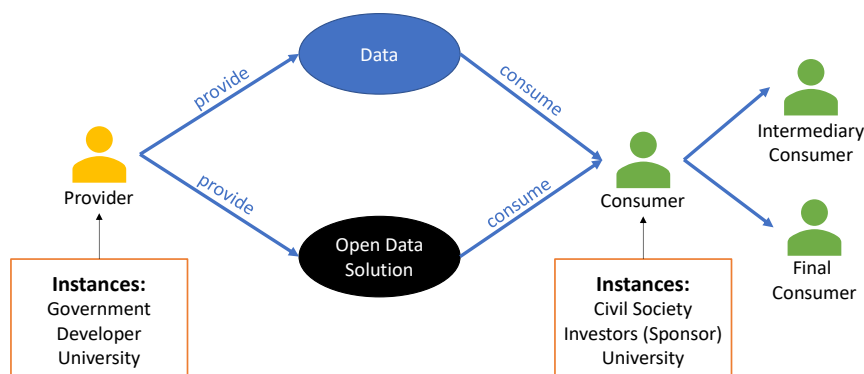 Data
provide
consume
Intermediary
Consumer
Provider
Consumer
provide
consume
Open Data
Solution
Final
Consumer
Instances:
Government
Developer
University
Instances:
Civil Society
Investors (Sponsor)
University